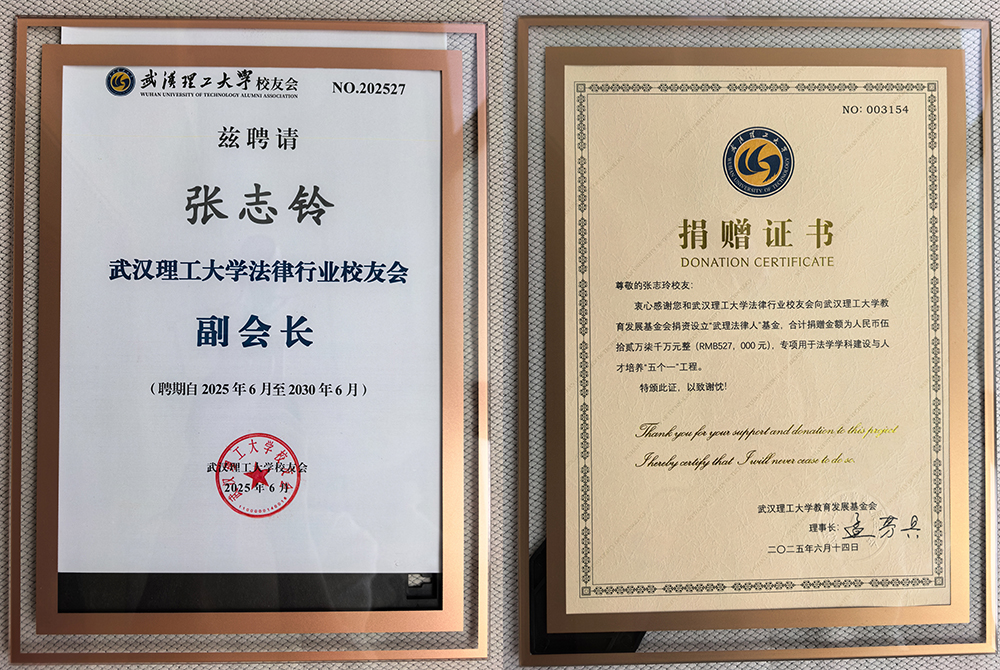 武汉理工大学校友会
WUHAN UNIVERSITY OF TECHNOLOGY ALUMNI ASSOCIATION
NO.202527
兹聘请
张志铃
武汉理工大学法律行业校友会
副会长
（聘期自2025年6月至2030年6月）
武汉理工大学校友会
2025年6月
NO: 003154
武汉理工大学
WUHAN UNIVERSITY OF TECHNOLOGY
捐赠证书
DONATION CERTIFICATE
尊敬的张志玲校友:
衷心感谢您和武汉理工大学法律行业校友会向武汉理工大学教
育发展基金会捐资设立"武理法律人"基金，合计捐赠金额为人民币伍
拾贰万柒千万元整（RMB527，000元)，专项用于法学学科建设与人
才培养"五个一"工程。
特颁此证，以致谢忱!
Thank you for your support and donation to this project
I hereby certify that I will never cease to do so.
武汉理工大学教育发展基金会
理事长:
二〇二五年六月十四日